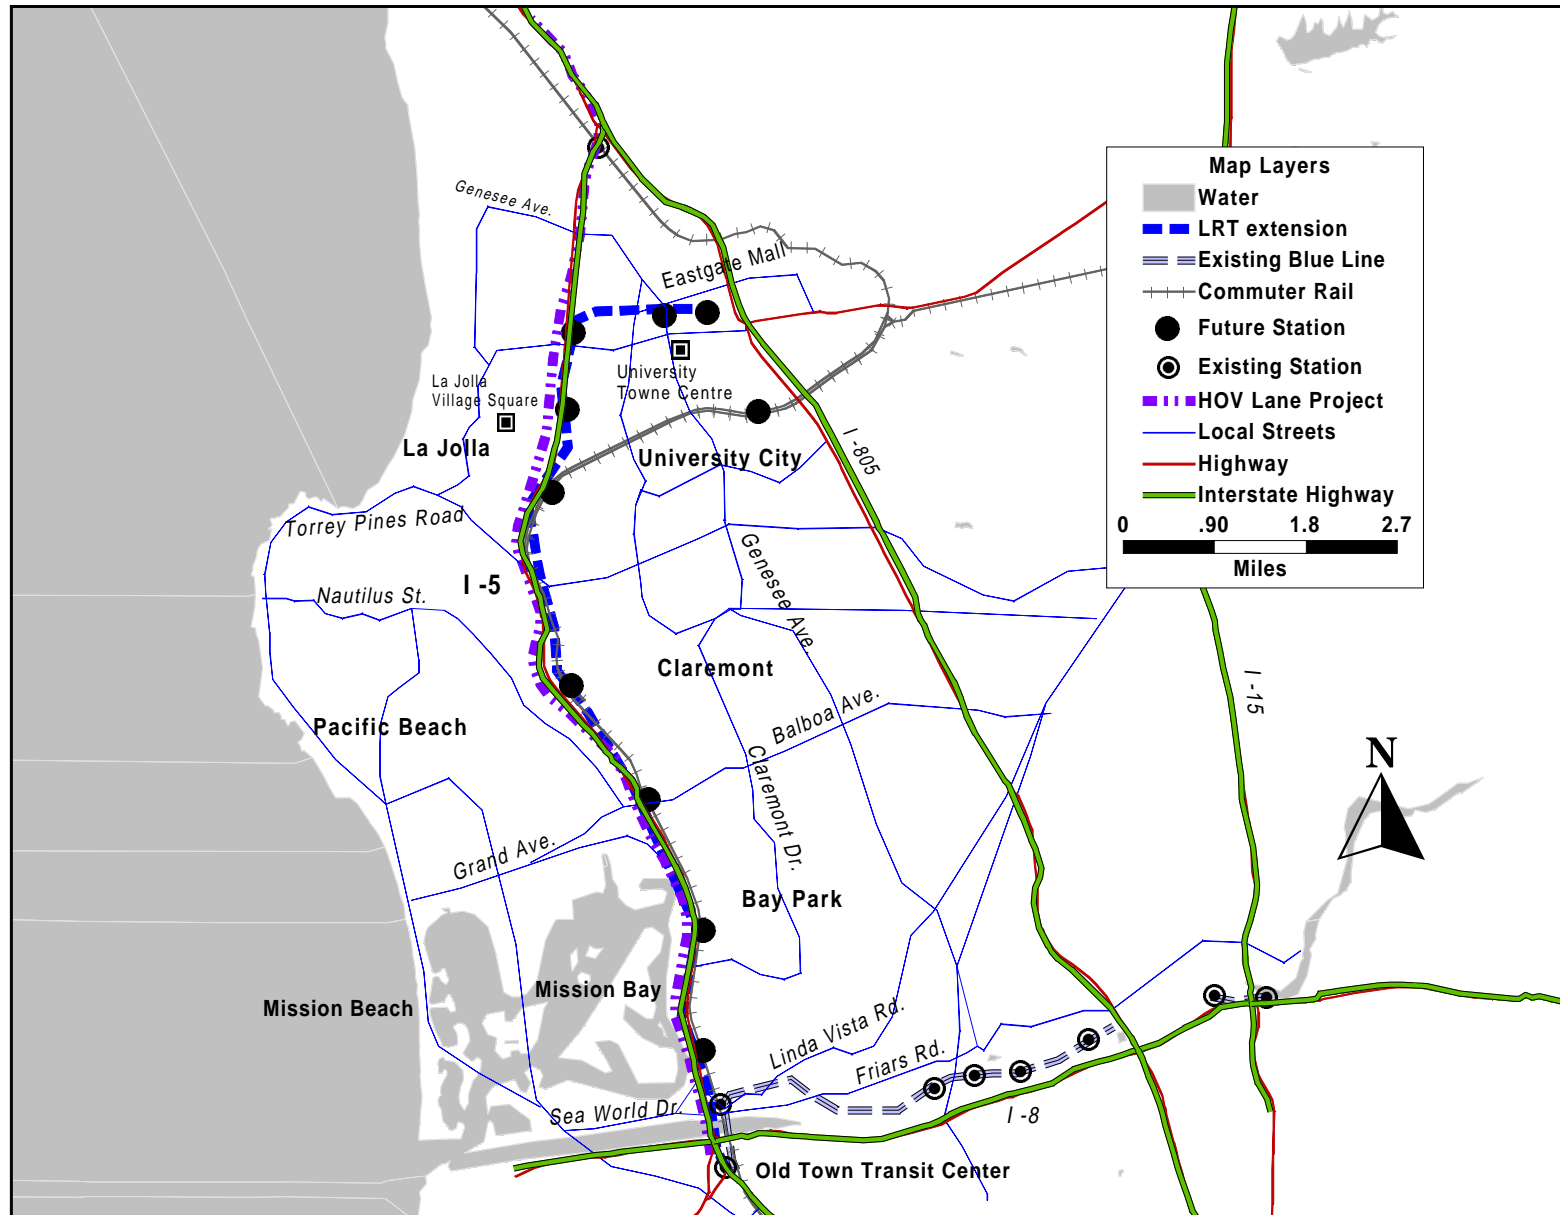 Genesee Ave.
Eastgate Mall
La Jolla
Village Square
University
Towne Centre
La Jolla
University City
I -805
Torrey Pines Road
I -5
Nautilus St.
Genesee Ave.
Claremont
Pacific Beach
Balboa Ave.
Claremont Dr.
I -15
Grand Ave.
Bay Park
Mission Bay
Mission Beach
Linda Vista Rd.
Friars Rd.
Sea World Dr.
I -8
Old Town Transit Center
Map Layers
Water
LRT extension
Existing Blue Line
Commuter Rail
Future Station
Existing Station
HOV Lane Project
Local Streets
Highway
Interstate Highway
0 .90 1.8 2.7
Miles
N